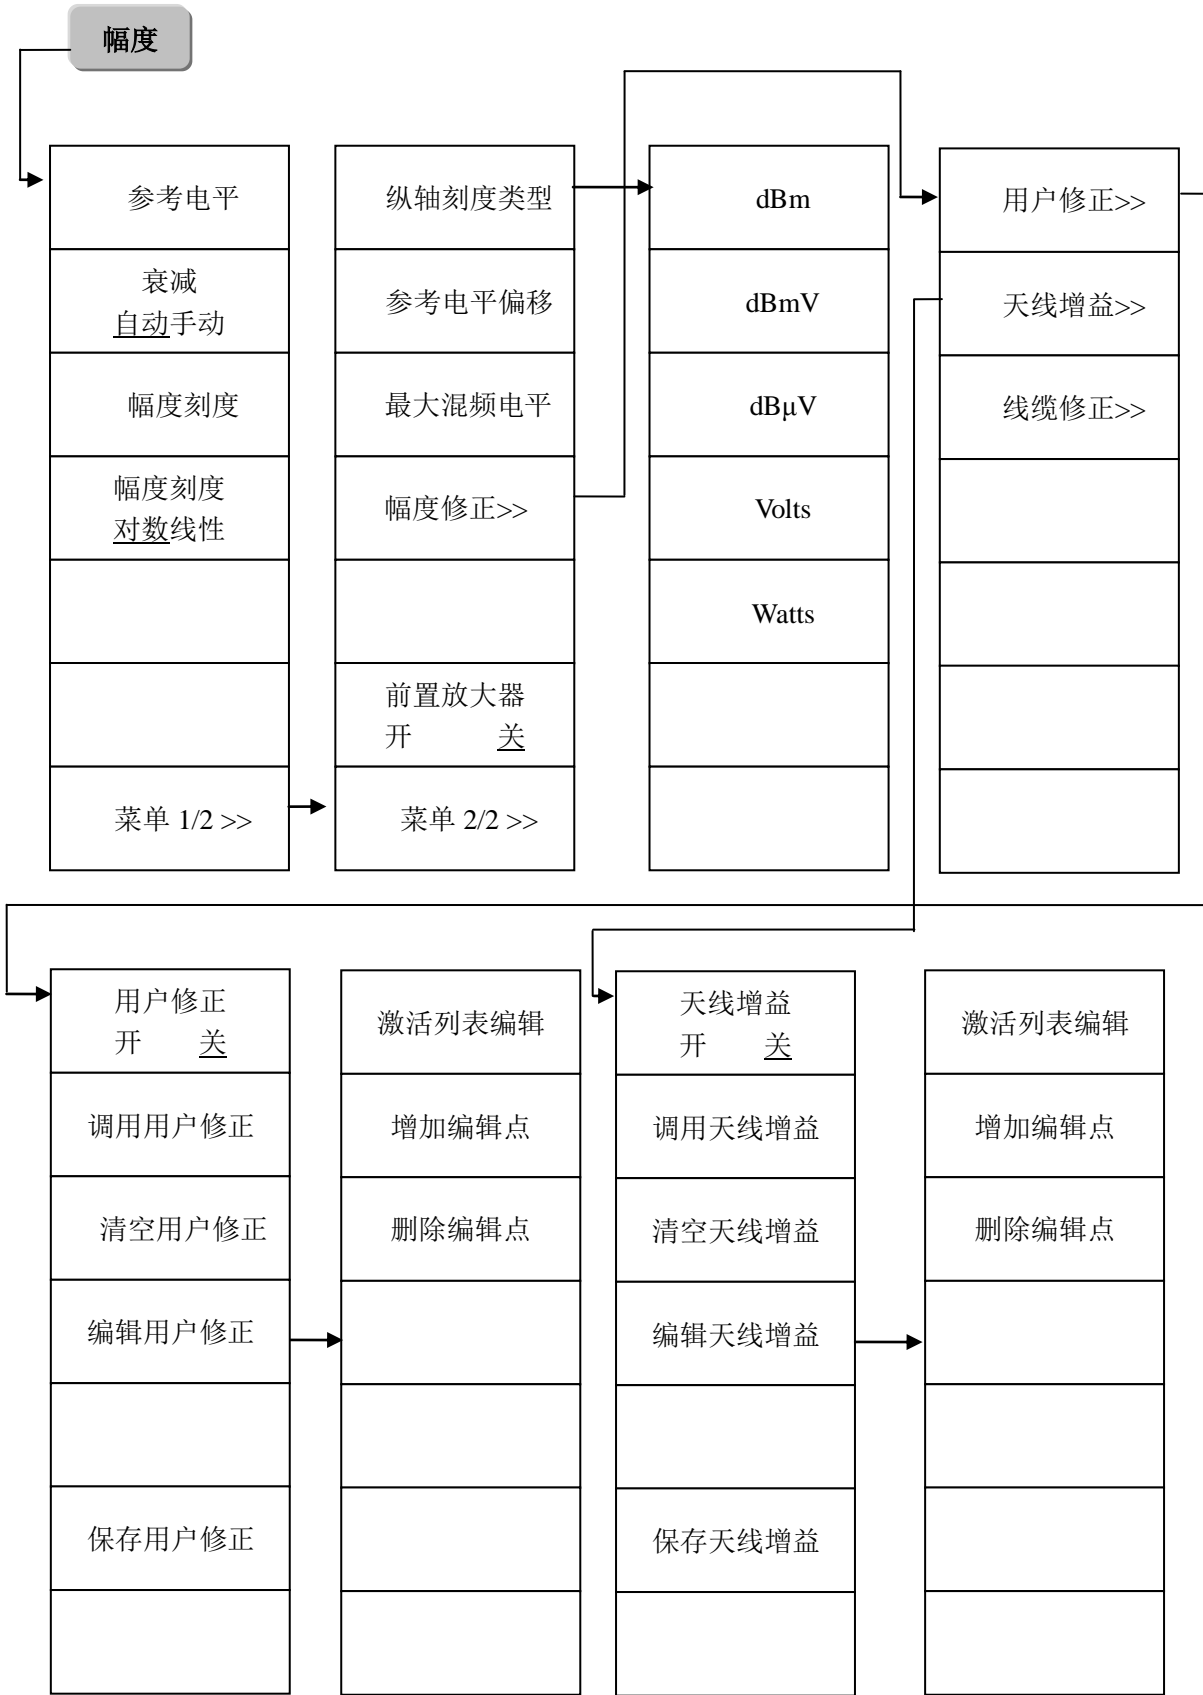 幅度
参考电平
衰减
自动手动
幅度刻度
幅度刻度
对数线性
菜单 1/2 >>
纵轴刻度类型
参考电平偏移
最大混频电平
幅度修正>>
前置放大器
开 关
菜单 2/2 >>
dBm
dBmV
dBμV
Volts
Watts
用户修正>>
天线增益>>
线缆修正>>
用户修正
开 关
调用用户修正
清空用户修正
编辑用户修正
保存用户修正
激活列表编辑
增加编辑点
删除编辑点
天线增益
开 关
调用天线增益
清空天线增益
编辑天线增益
保存天线增益
激活列表编辑
增加编辑点
删除编辑点